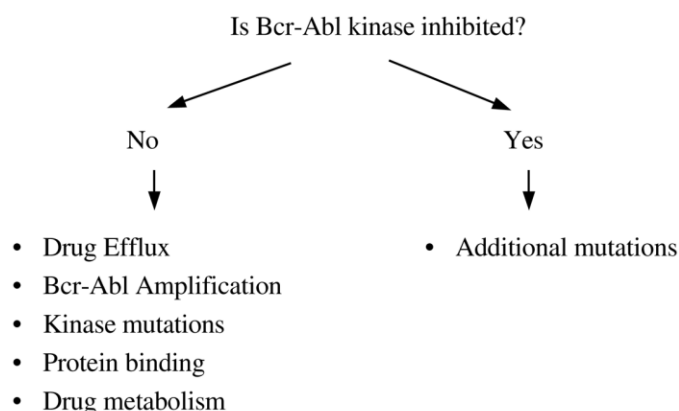 Is Bcr-Abl kinase inhibited?
No
Yes
• Drug Efflux
• Bcr-Abl Amplification
• Kinase mutations
• Protein binding
• Drug metabolism
• Additional mutations